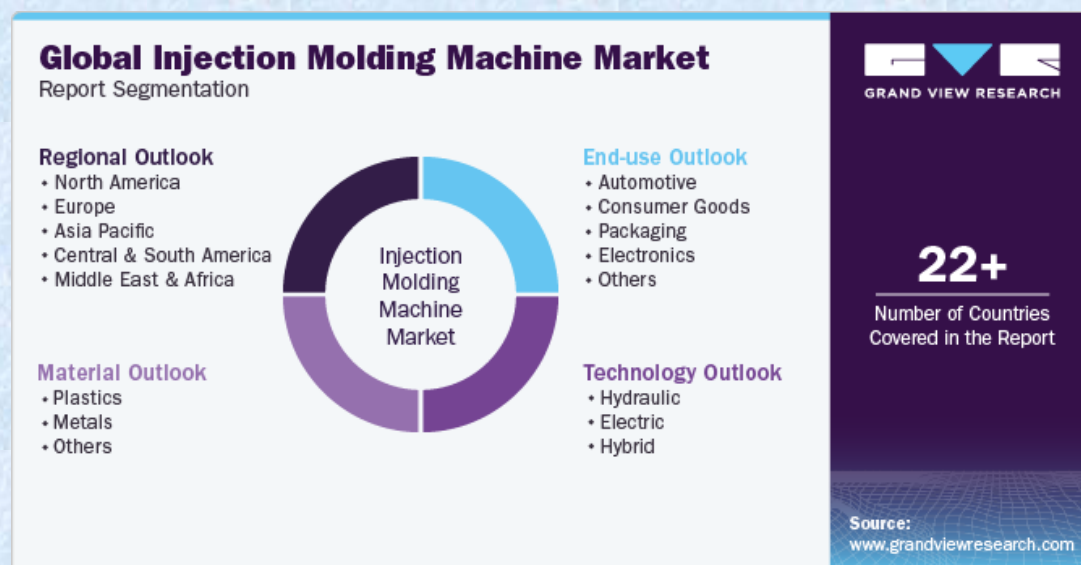 Global Injection Molding Machine Market
Report Segmentation
Regional Outlook
• North America
• Europe
• Asia Pacific
• Central & South America
• Middle East & Africa
End-use Outlook
• Automotive
• Consumer Goods
• Packaging
• Electronics
• Others
Injection
Molding
Machine
Market
Material Outlook
• Plastics
• Metals
• Others
Technology Outlook
• Hydraulic
• Electric
• Hybrid
GRAND VIEW RESEARCH
22+
Number of Countries
Covered in the Report
Source:
www.grandviewresearch.com